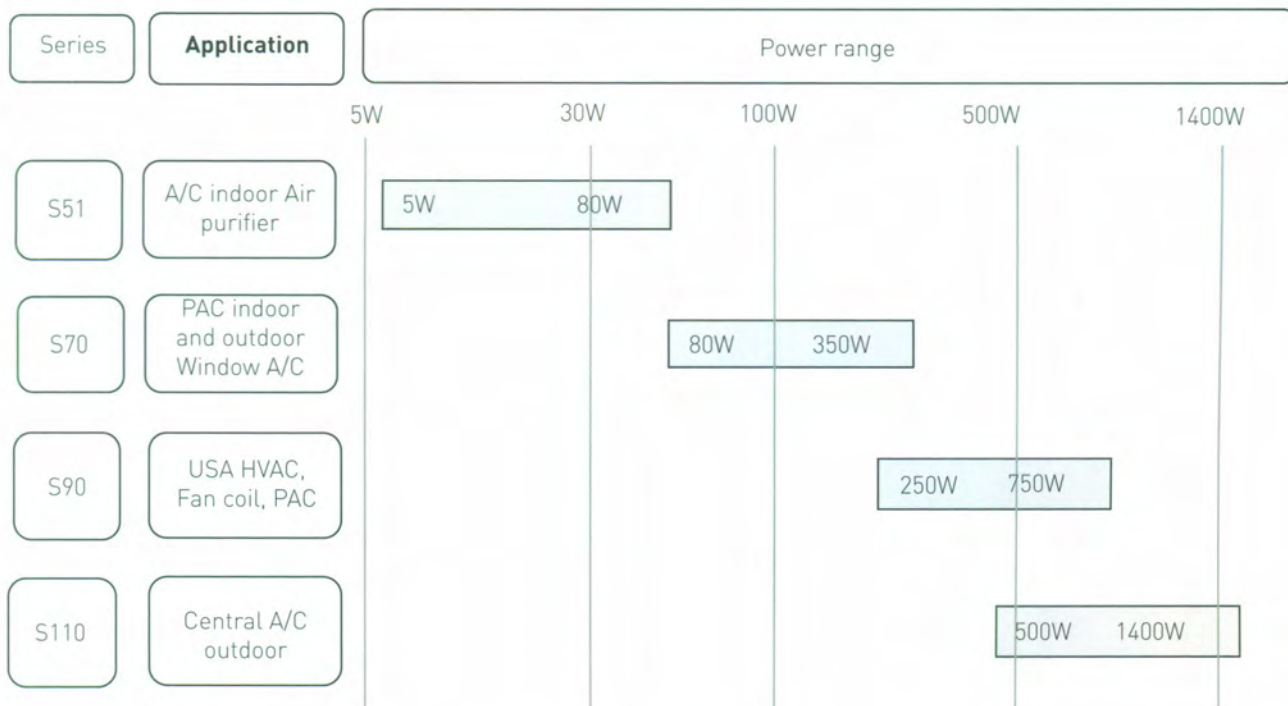 Series
Application
Power range
5W
30W
100W
500W
1400W
S51
A/C indoor Air
purifier
5W
80W
S70
PAC indoor
and outdoor
Window A/C
80W
350W
S90
USA HVAC,
Fan coil, PAC
250W
750W
S110
Central A/C
outdoor
500W
1400W